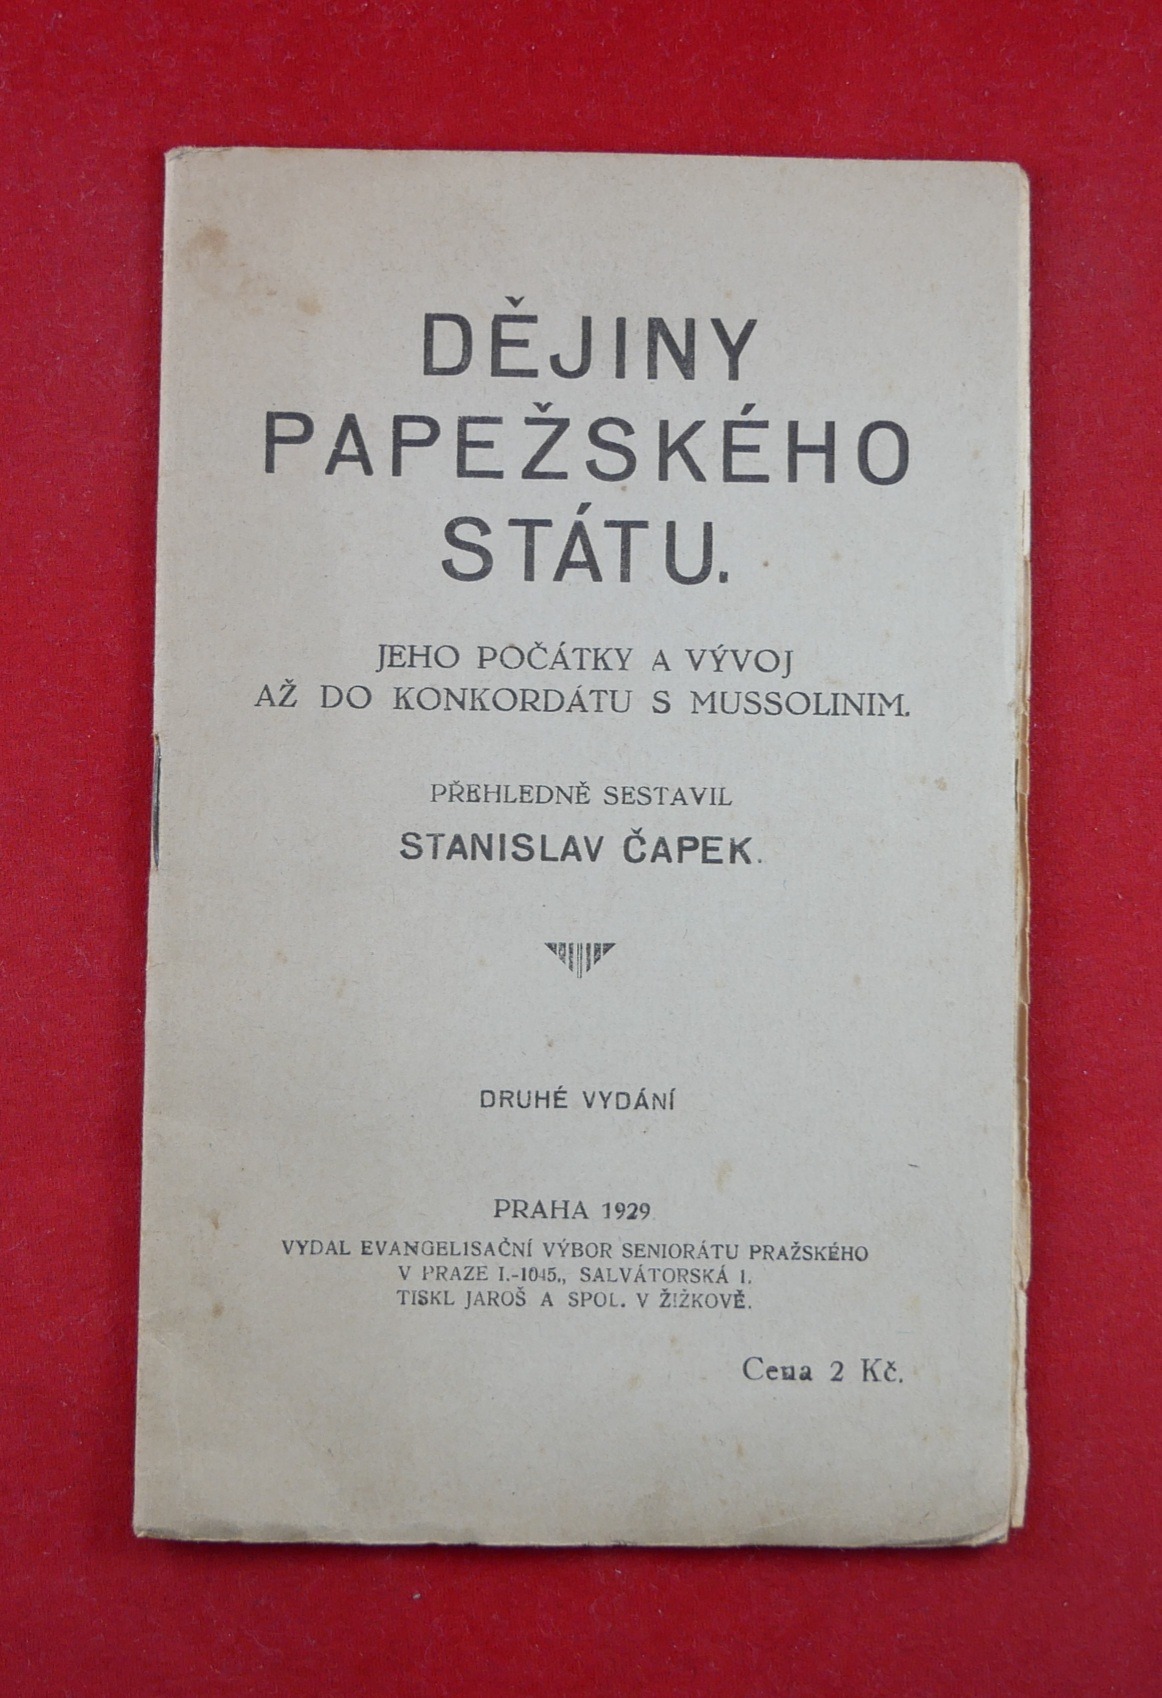 DĚJINY
PAPEŽSKÉHO
STÁTU.
JEHO POČÁTKY A VÝVOJ
AŽ DO KONKORDÁTU S MUSSOLINIM.
PŘEHLEDNĚ SESTAVIL
STANISLAV ČAPEK.
DRUHÉ VYDÁNÍ
PRAHA 1929
VYDAL EVANGELISAČNÍ VÝBOR SENIORÁTU PRAŽSKÉHO
V PRAZE I.-1045., SALVÁTORSKÁ 1.
TISKL JAROŠ A SPOL. V ŽIŽKOVĚ.
Cena 2 Kč.